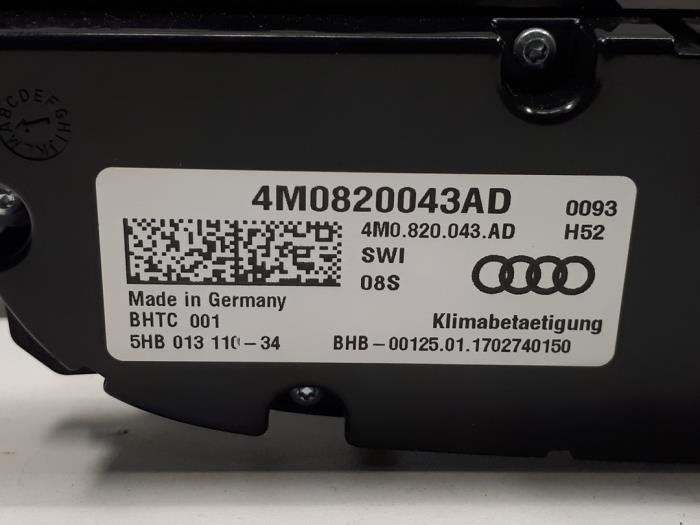 4M0820043AD
0093
4M0.820.043.AD
H52
SWI
08S
Made in Germany
BHTC 001
Klimabetaetigung
5HB 013 110-34
BHB-00125.01.1702740150